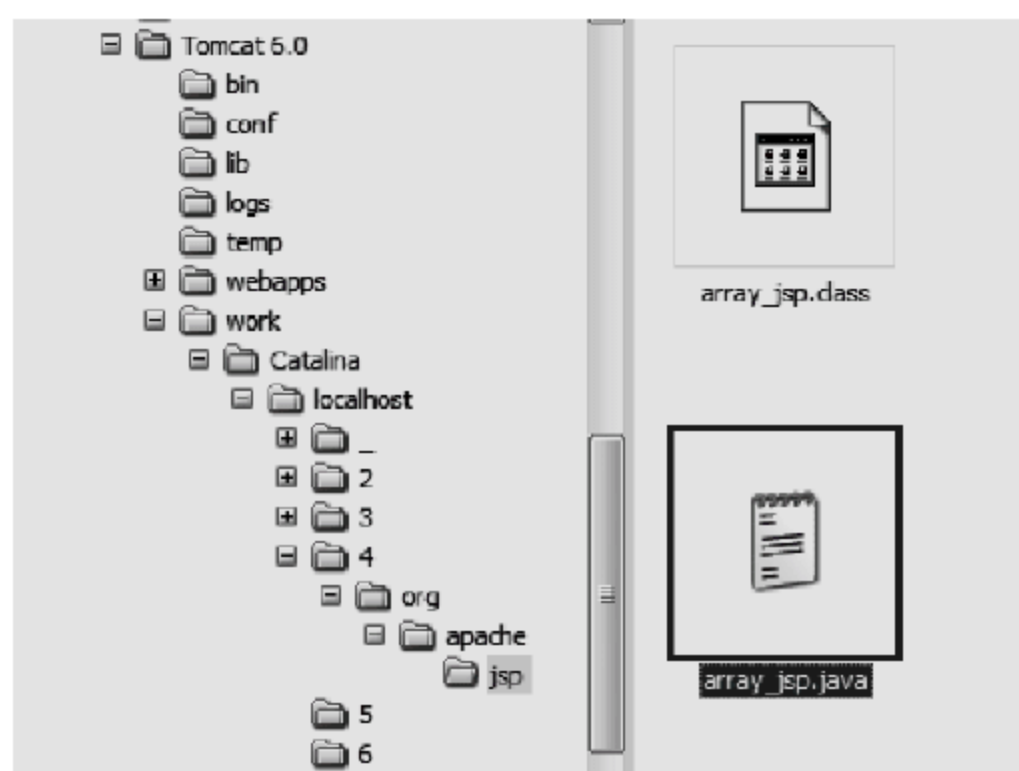 Tomcat 6.0
bin
conf
lib
logs
temp
webapps
work
Catalina
localhost
_
2
3
4
org
apache
jsp
5
6
array_jsp.class
array_jsp.java